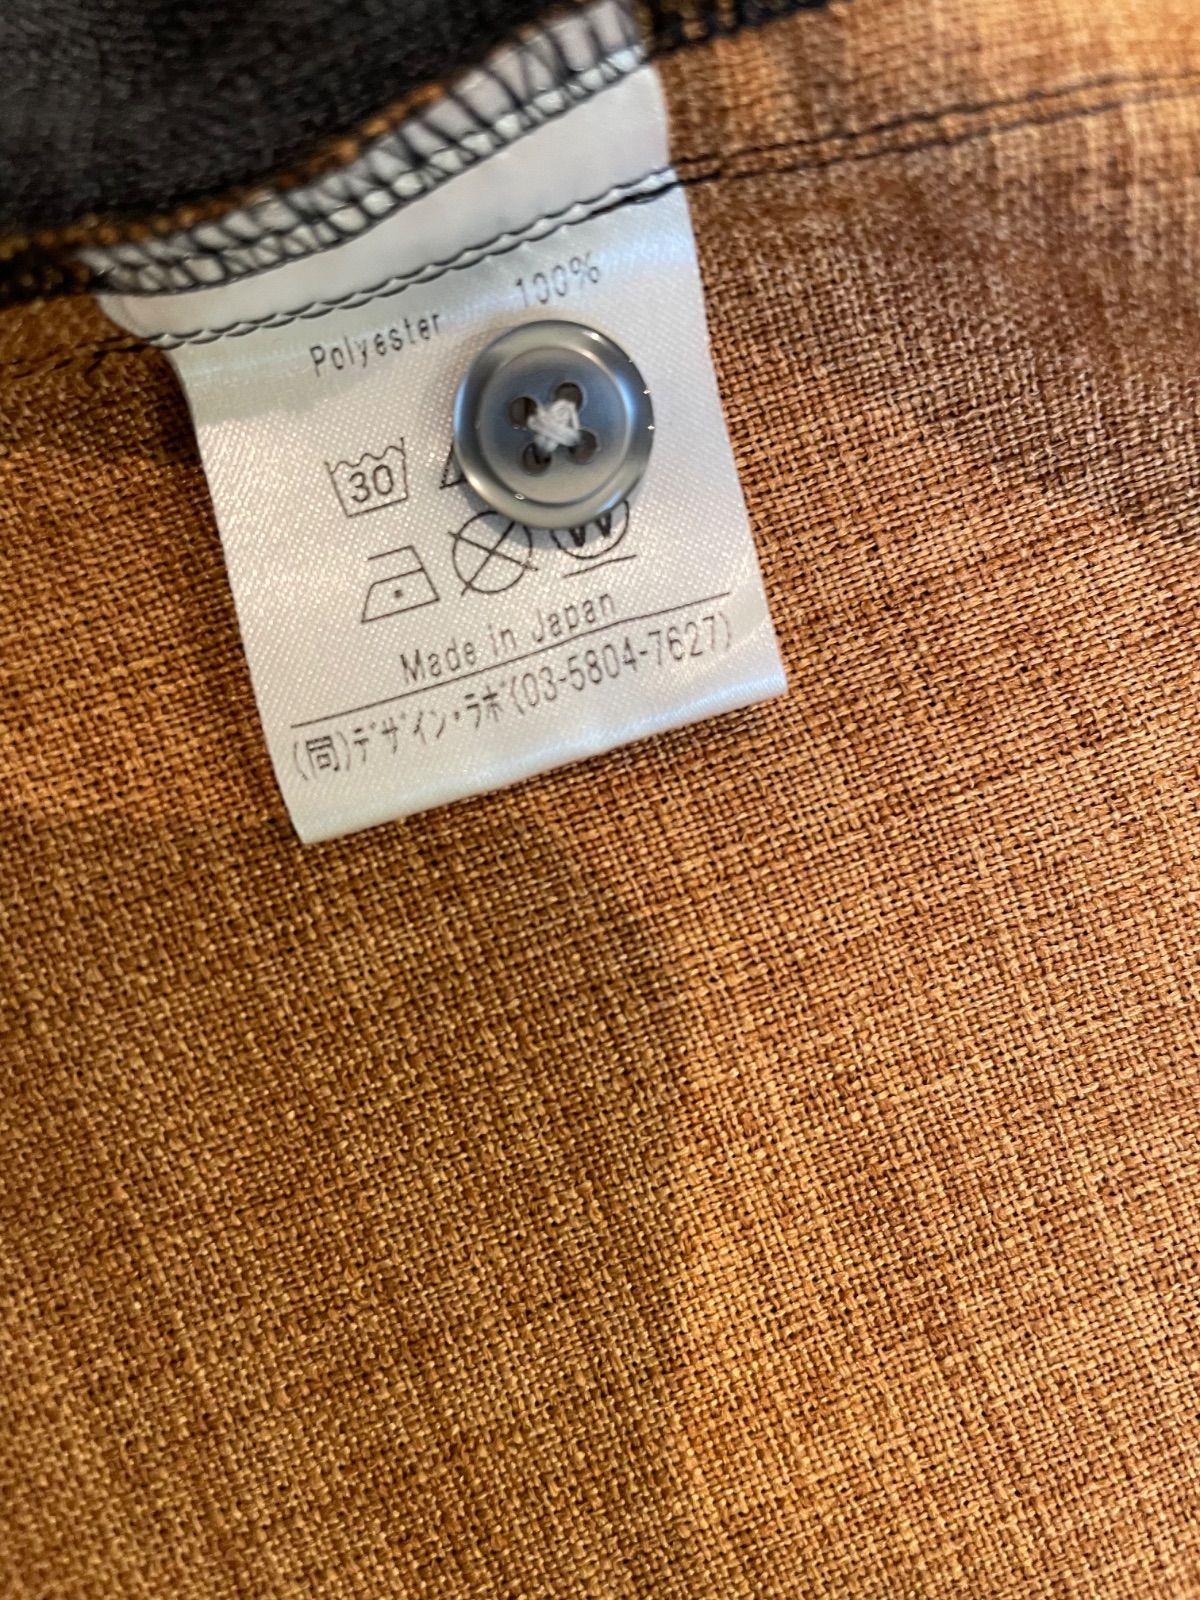 Polyester 100%
30
W
Made in Japan
(同)デザイン・ラボ(03-5804-7627)